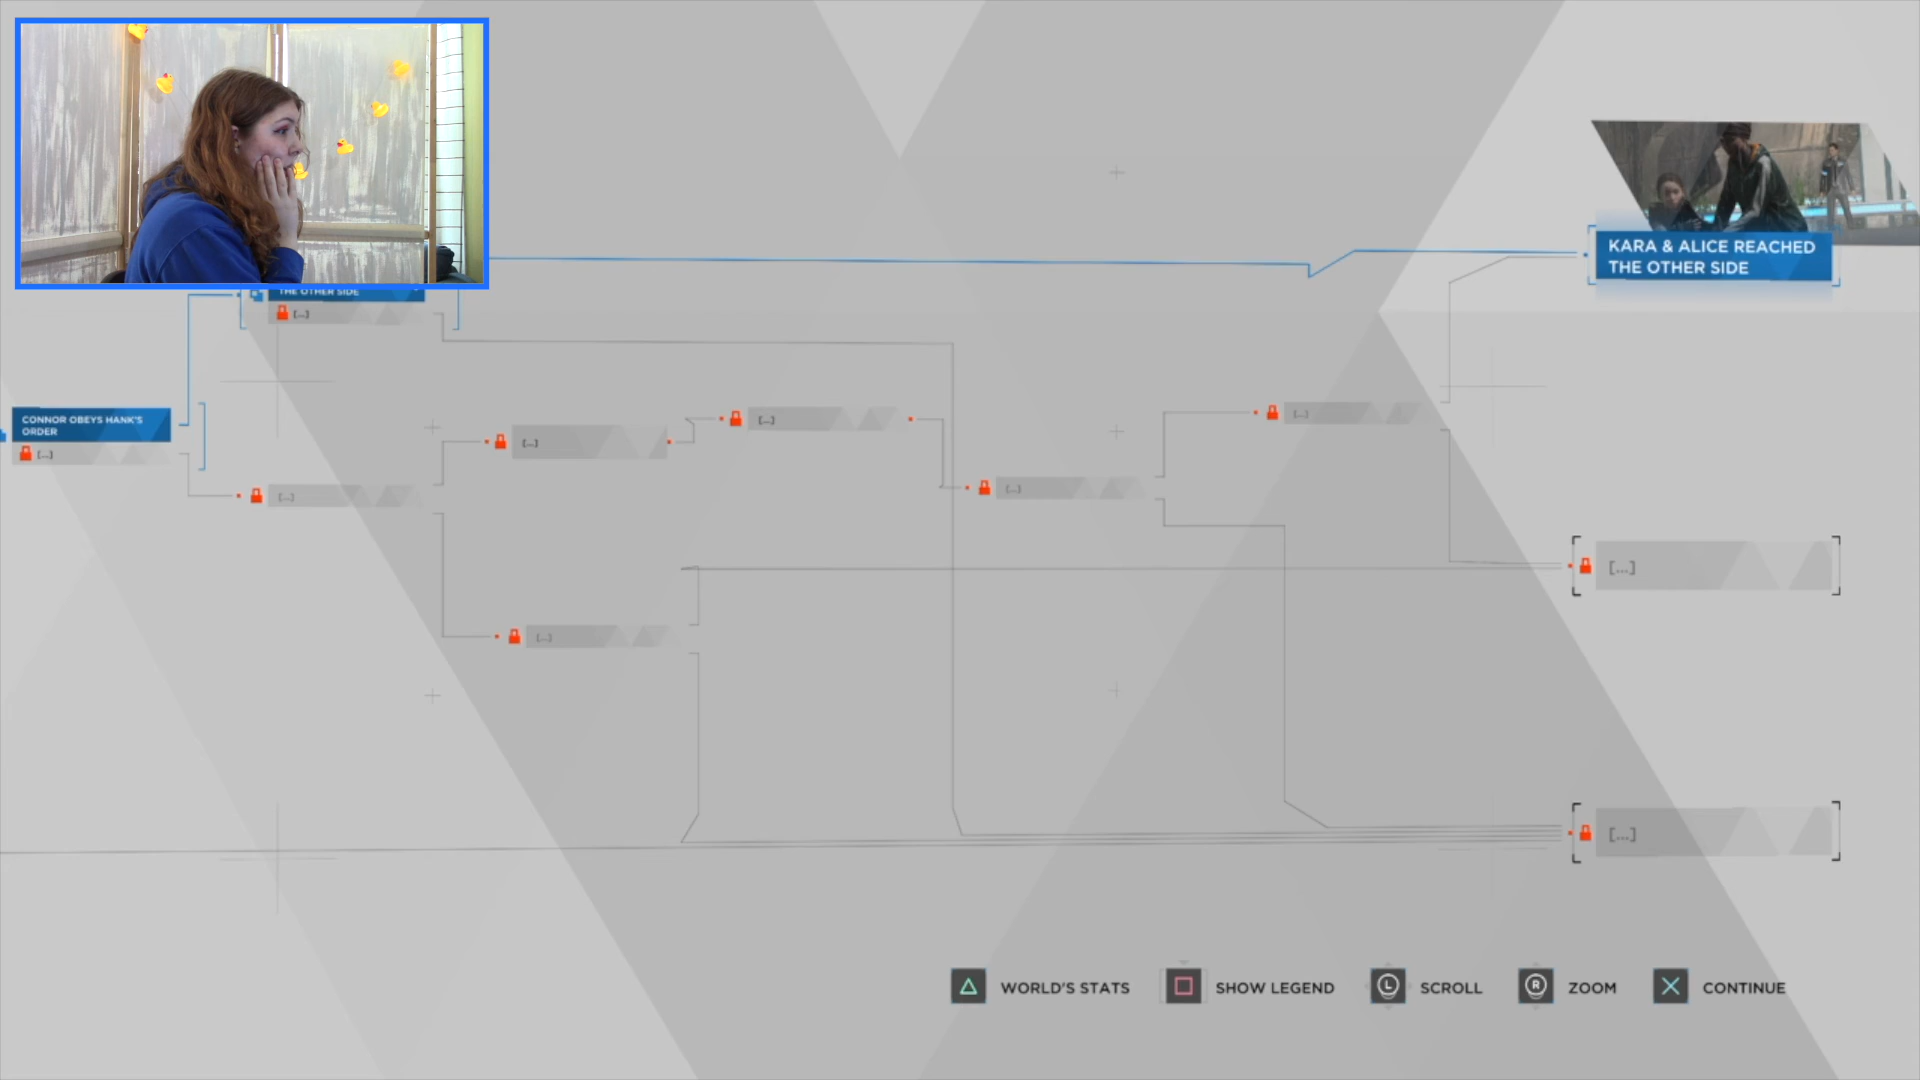 KARA & ALICE REACHED
THE OTHER SIDE
THE OTHER SIDE
[...]
CONNOR OBEYS HANK'S
ORDER
[...]
[...]
[...]
[...]
[...]
[...]
[...]
[...]
[...]
WORLD'S STATS
SHOW LEGEND
L
SCROLL
R
ZOOM
CONTINUE